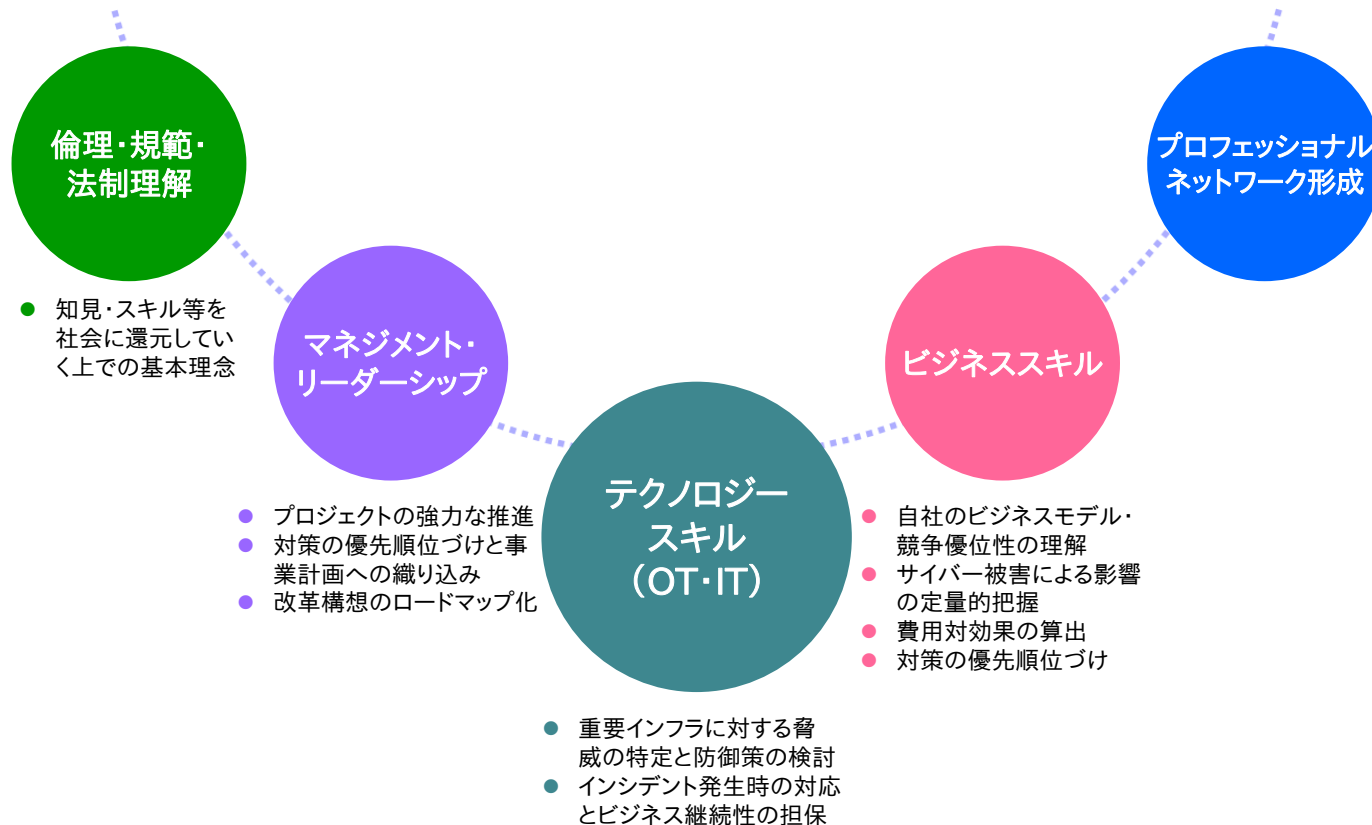 倫理・規範・
法制理解
● 知見・スキル等を
社会に還元してい
く上での基本理念
マネジメント・
リーダーシップ
● プロジェクトの強力な推進
● 対策の優先順位づけと事
業計画への織り込み
● 改革構想のロードマップ化
テクノロジー
スキル
（OT・IT）
● 重要インフラに対する脅
威の特定と防御策の検討
● インシデント発生時の対応
とビジネス継続性の担保
ビジネススキル
● 自社のビジネスモデル・
競争優位性の理解
● サイバー被害による影響
の定量的把握
● 費用対効果の算出
● 対策の優先順位づけ
プロフェッショナル
ネットワーク形成